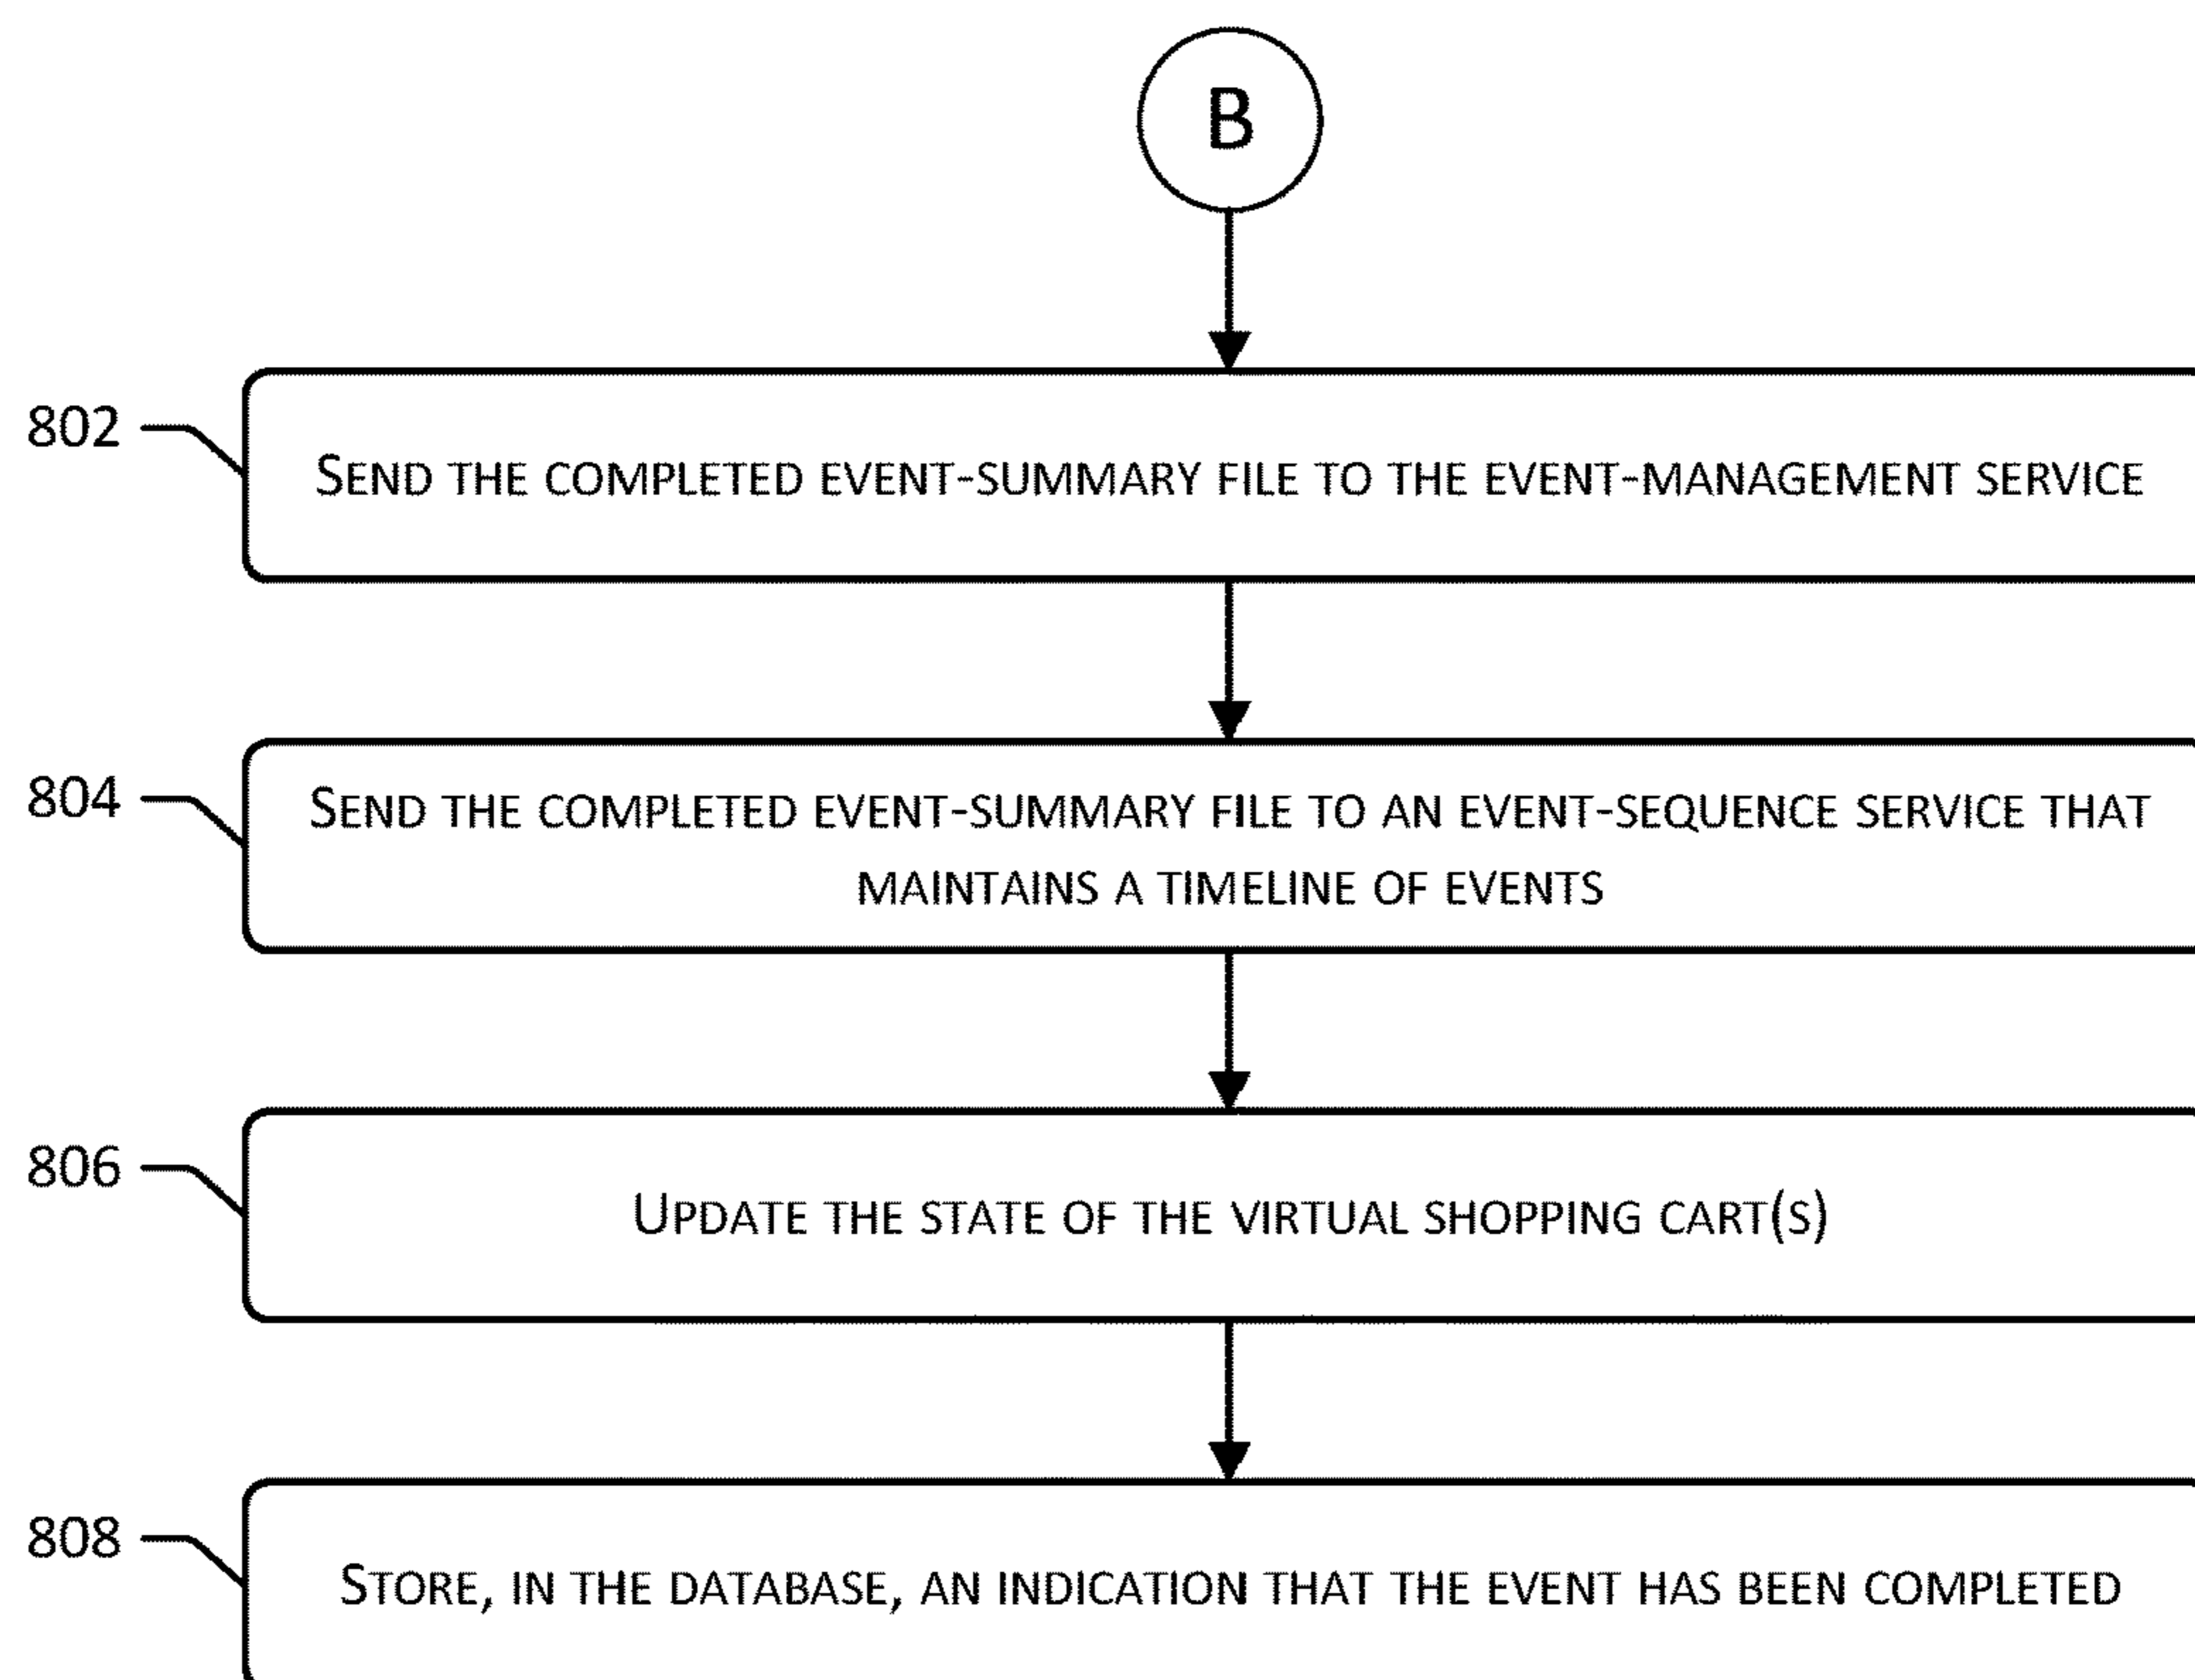 B
802
SEND THE COMPLETED EVENT-SUMMARY FILE TO THE EVENT-MANAGEMENT SERVICE
804
SEND THE COMPLETED EVENT-SUMMARY FILE TO AN EVENT-SEQUENCE SERVICE THAT
MAINTAINS A TIMELINE OF EVENTS
806
UPDATE THE STATE OF THE VIRTUAL SHOPPING CART(S)
808
STORE, IN THE DATABASE, AN INDICATION THAT THE EVENT HAS BEEN COMPLETED